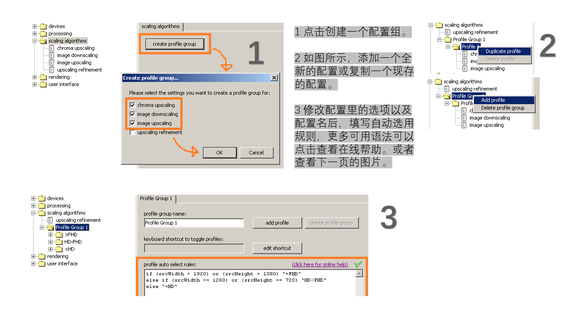 devices
processing
scaling algorithms
chroma upscaling
image downscaling
image upscaling
upscaling refinement
rendering
user interface
scaling algorithms
create profile group
1
Create profile group...
Please select the settings you want to create a profile group for:
chroma upscaling
image downscaling
image upscaling
upscaling refinement
OK
Cancel
1 点击创建一个配置组。
2 如图所示，添加一个全
新的配置或复制一个现存
的配置。
3 修改配置里的选项以及
配置名后，填写自动选用
规则，更多可用语法可以
点击查看在线帮助。或者
查看下一页的图片。
scaling algorithms
upscaling refinement
Profile Group 1
Profile
Duplicate profile
Delete profile
image upscaling
2
scaling algorithms
upscaling refinement
Profile Gro
Add profile
Delete profile group
image downscaling
image upscaling
devices
processing
scaling algorithms
upscaling refinement
Profile Group 1
>FHD
HD~FHD
<HD
rendering
user interface
Profile Group 1
profile group name:
Profile Group 1
add profile
delete profile group
keyboard shortcut to toggle profiles:
edit shortcut
3
profile auto select rules:
(click here for online help)
if (srcWidth > 1920) or (srcHeight > 1080) ">FHD"
else if (srcWidth >= 1280) or (srcHeight >= 720) "HD~FHD"
else "<HD"